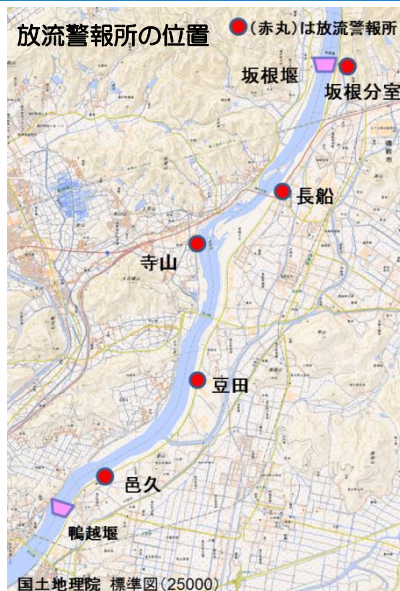 放流警報所の位置
(赤丸)は放流警報所
坂根堰
坂根分室
長船
寺山
豆田
邑久
鴨越堰
国土地理院 標準図(25000)